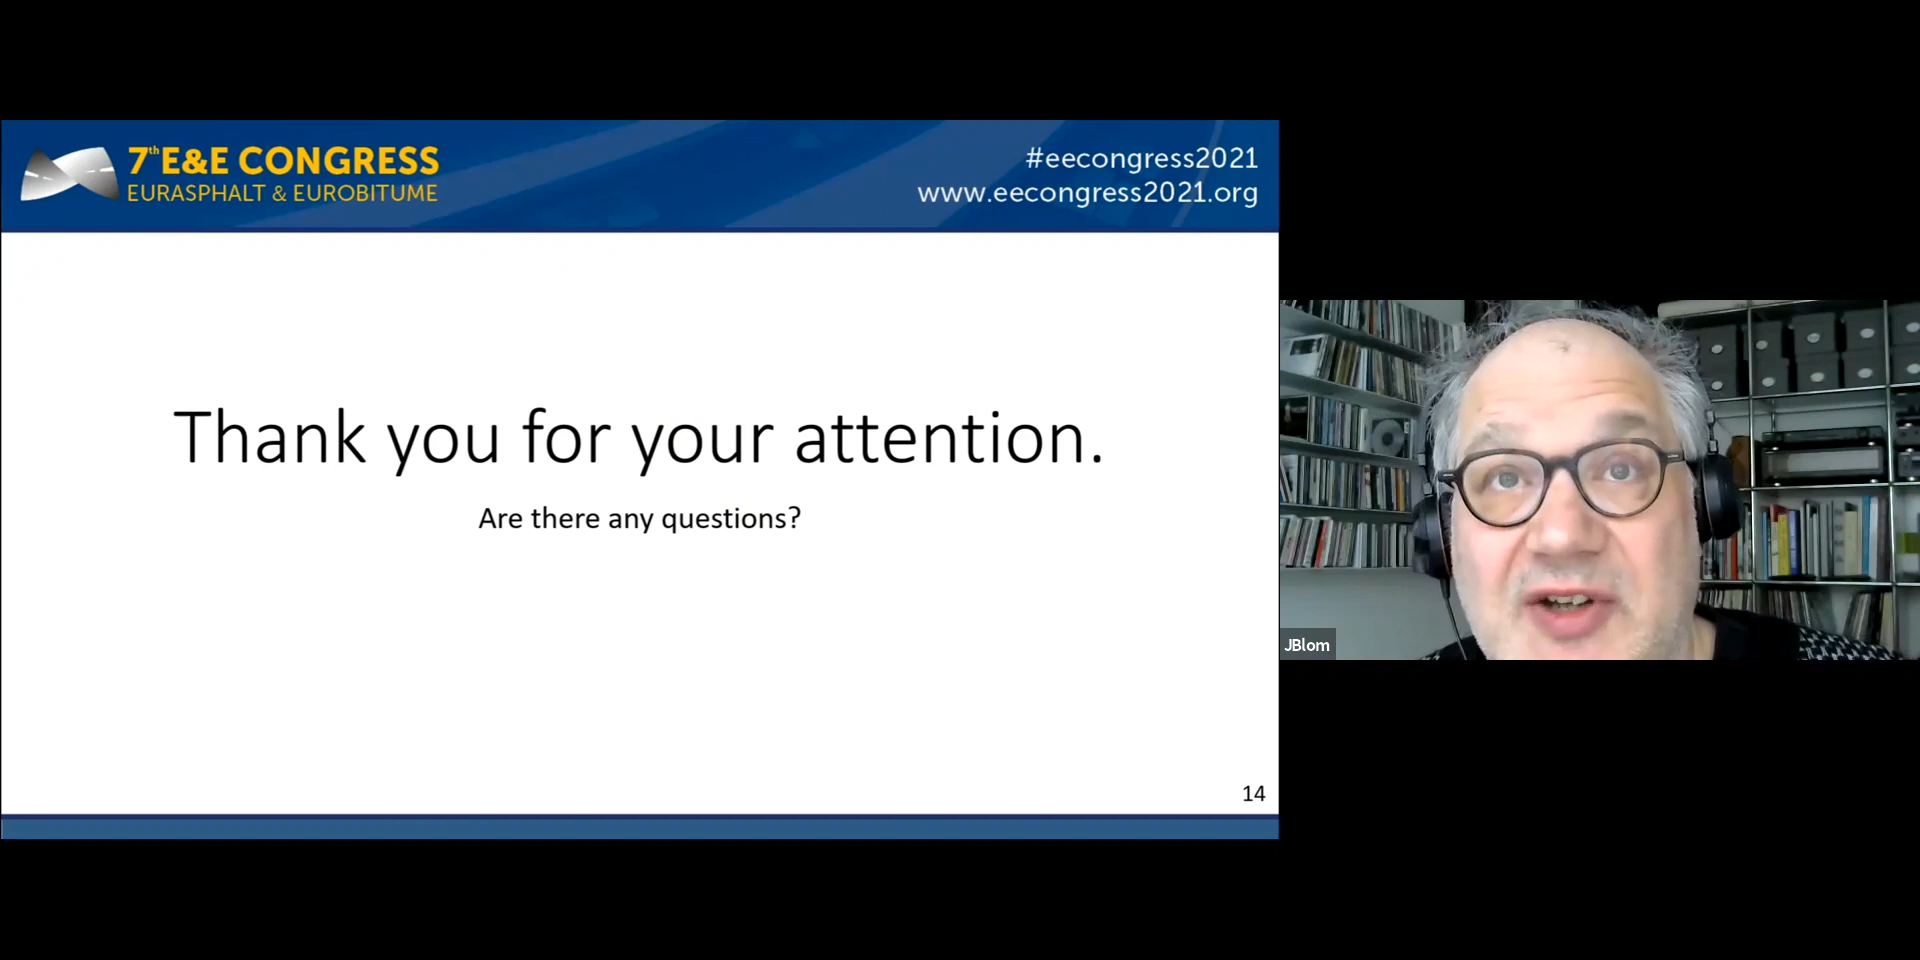 7th E&E CONGRESS
EURASPHALT & EUROBITUME
#eecongress2021
www.eecongress2021.org
Thank you for your attention.
Are there any questions?
14
JBlom